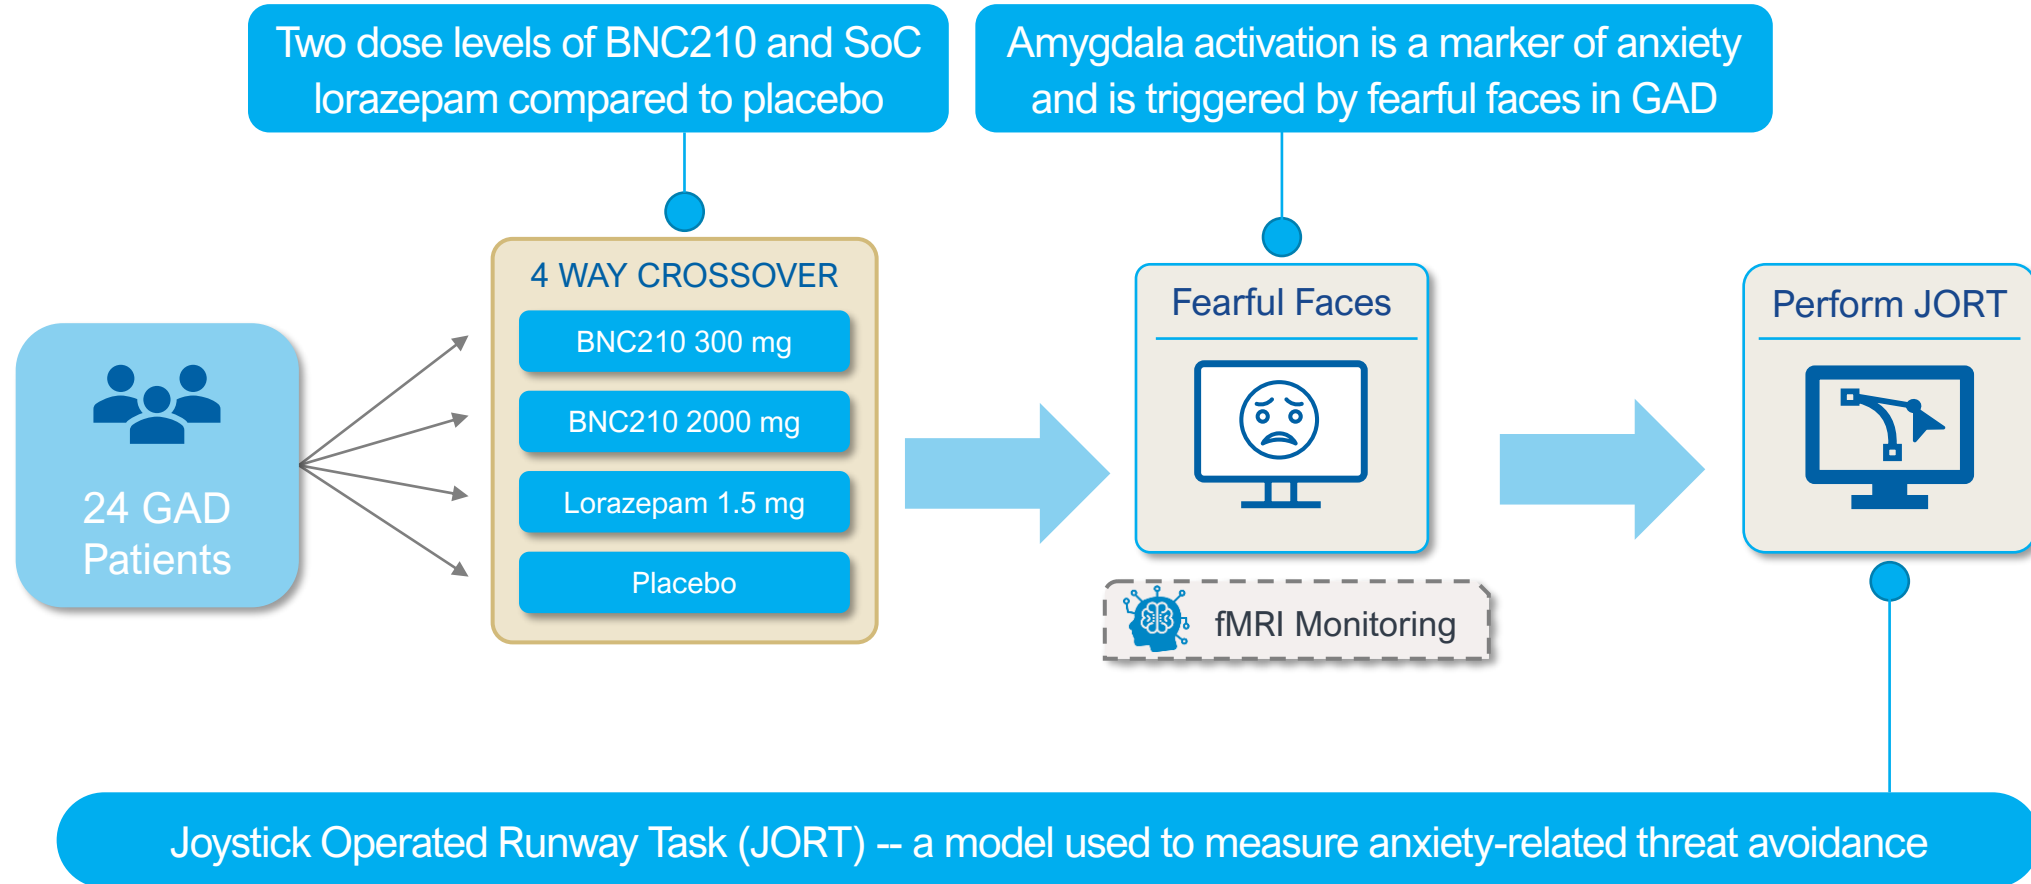 Two dose levels of BNC210 and SoC
lorazepam compared to placebo
Amygdala activation is a marker of anxiety
and is triggered by fearful faces in GAD
24 GAD
Patients
4 WAY CROSSOVER
BNC210 300 mg
BNC210 2000 mg
Lorazepam 1.5 mg
Placebo
Fearful Faces
fMRI Monitoring
Perform JORT
Joystick Operated Runway Task (JORT) -- a model used to measure anxiety-related threat avoidance